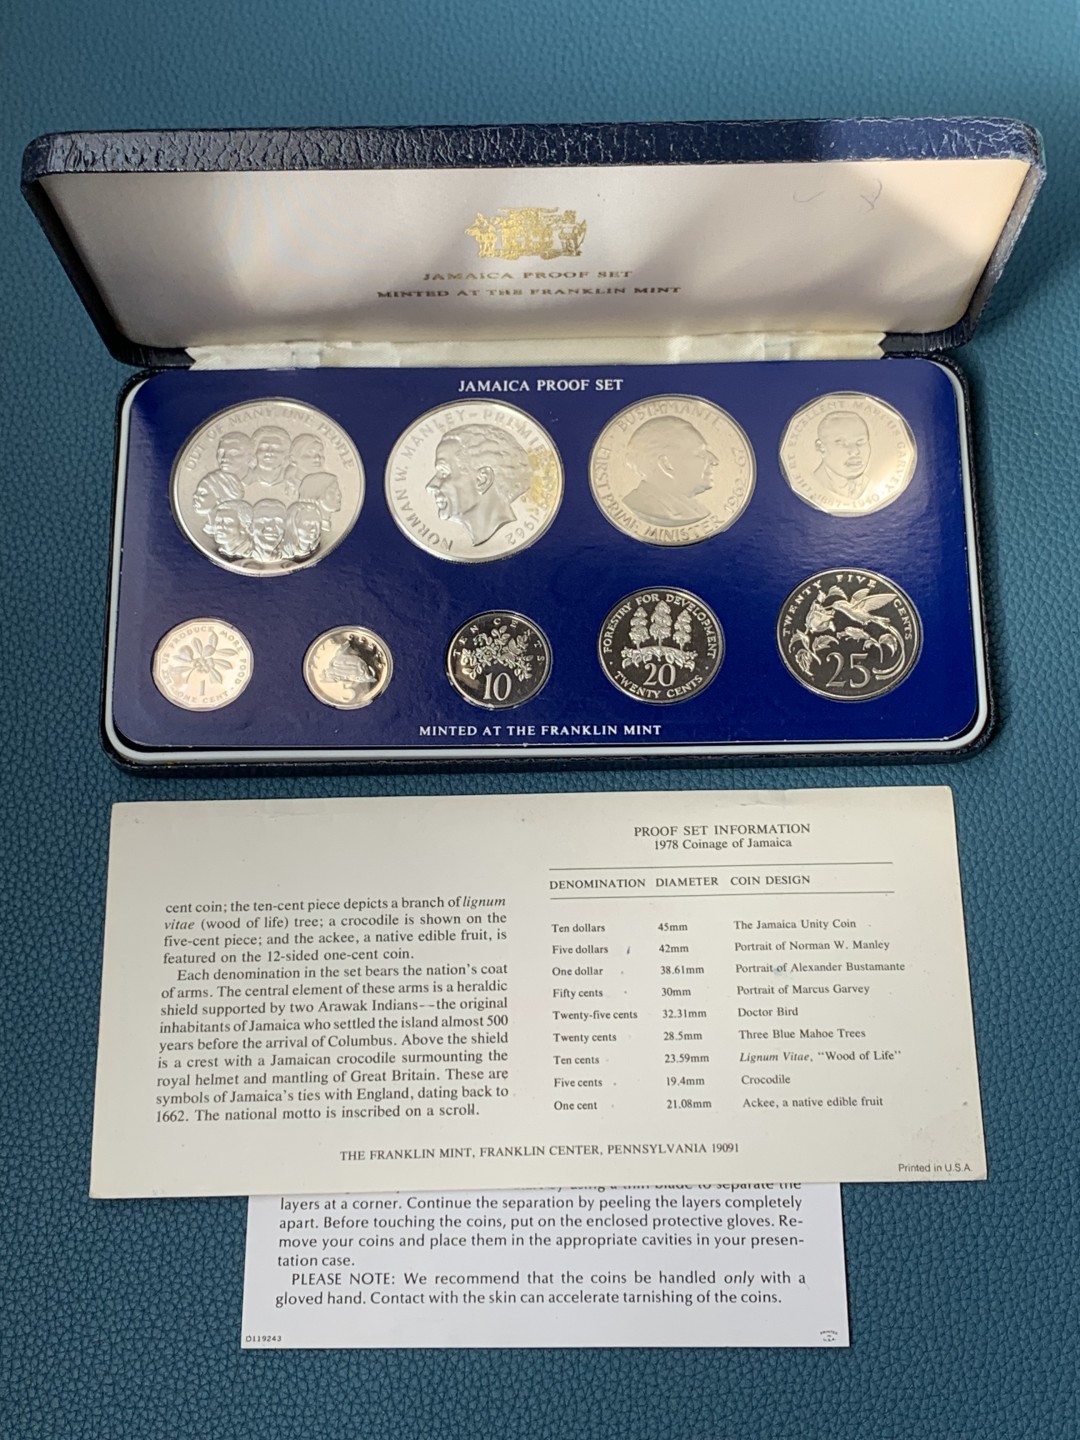 JAMAICA PROOF SET
MINTED AT THE FRANKLIN MINT
JAMAICA PROOF SET
OUT OF MANY, ONE PEOPLE
NORMAN W. MANLEY - PREMIER 1962
BUSTAMANTE
FIRST PRIME MINISTER 1962
EXCELLENT MARCUS GARVEY
1887-1940
PRODUCE MORE FOOD
1
ONE CENT
5
TEN CENTS
10
FORESTRY FOR DEVELOPMENT
20
TWENTY CENTS
TWENTY FIVE CENTS
25
MINTED AT THE FRANKLIN MINT
cent coin; the ten-cent piece depicts a branch of lignum
vitae (wood of life) tree; a crocodile is shown on the
five-cent piece; and the ackee, a native edible fruit, is
featured on the 12-sided one-cent coin.
Each denomination in the set bears the nation's coat
of arms. The central element of these arms is a heraldic
shield supported by two Arawak Indians--the original
inhabitants of Jamaica who settled the island almost 500
years before the arrival of Columbus. Above the shield
is a crest with a Jamaican crocodile surmounting the
royal helmet and mantling of Great Britain. These are
symbols of Jamaica's ties with England, dating back to
1662. The national motto is inscribed on a scroll.
PROOF SET INFORMATION
1978 Coinage of Jamaica
DENOMINATION DIAMETER COIN DESIGN
Ten dollars 45mm The Jamaica Unity Coin
Five dollars 42mm Portrait of Norman W. Manley
One dollar 38.61mm Portrait of Alexander Bustamante
Fifty cents 30mm Portrait of Marcus Garvey
Twenty-five cents 32.31mm Doctor Bird
Twenty cents 28.5mm Three Blue Mahoe Trees
Ten cents 23.59mm Lignum Vitae, "Wood of Life"
Five cents 19.4mm Crocodile
One cent 21.08mm Ackee, a native edible fruit
THE FRANKLIN MINT, FRANKLIN CENTER, PENNSYLVANIA 19091
Printed in U.S.A.
using a thin blade to separate the
layers at a corner. Continue the separation by peeling the layers completely
apart. Before touching the coins, put on the enclosed protective gloves. Re-
move your coins and place them in the appropriate cavities in your presen-
tation case.
PLEASE NOTE: We recommend that the coins be handled only with a
gloved hand. Contact with the skin can accelerate tarnishing of the coins.
0119243